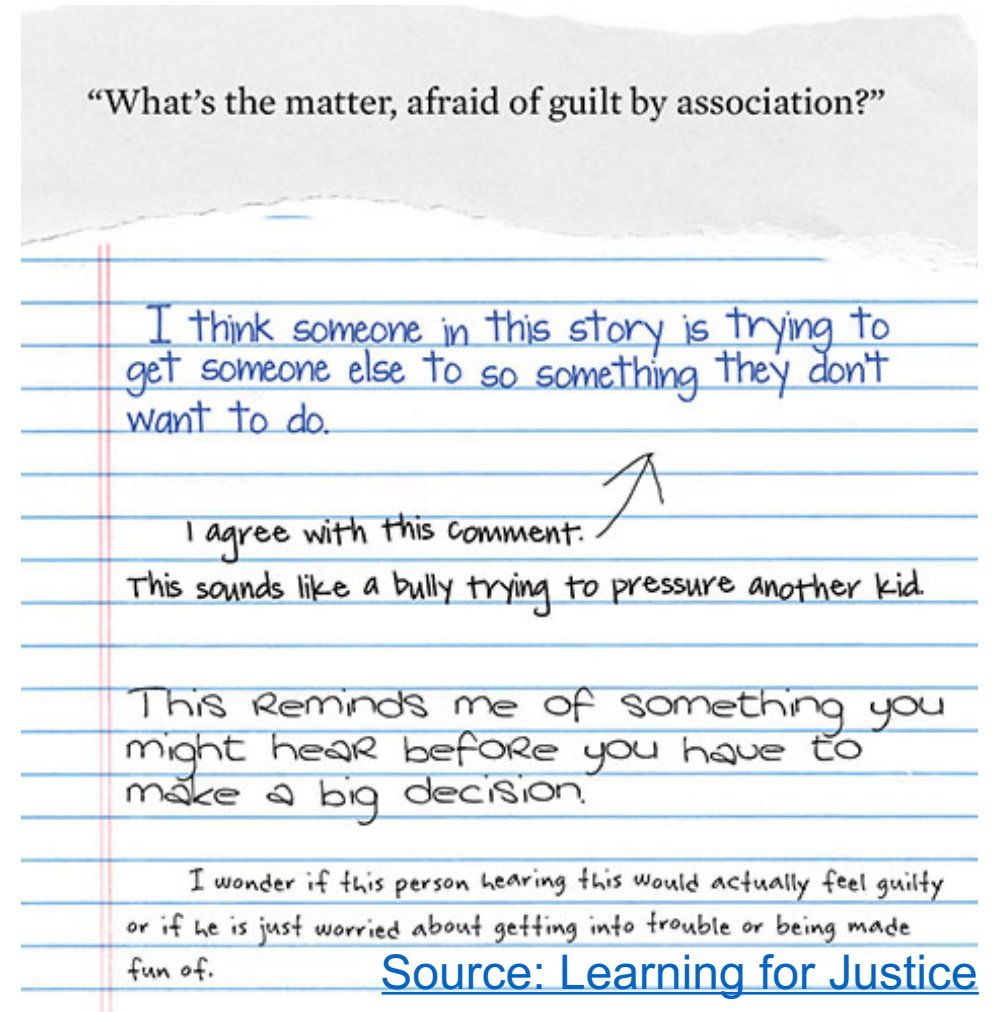 “What’s the matter, afraid of guilt by association?”
I think someone in this story is trying to
get someone else to so something they don't
want to do.
I agree with this comment.
This sounds like a bully trying to pressure another kid.
This Reminds me of something you
might heaR befoRe you have to
make a big decision.
I wonder if this person hearing this would actually feel guilty
or if he is just worried about getting into trouble or being made
fun of.
Source: Learning for Justice